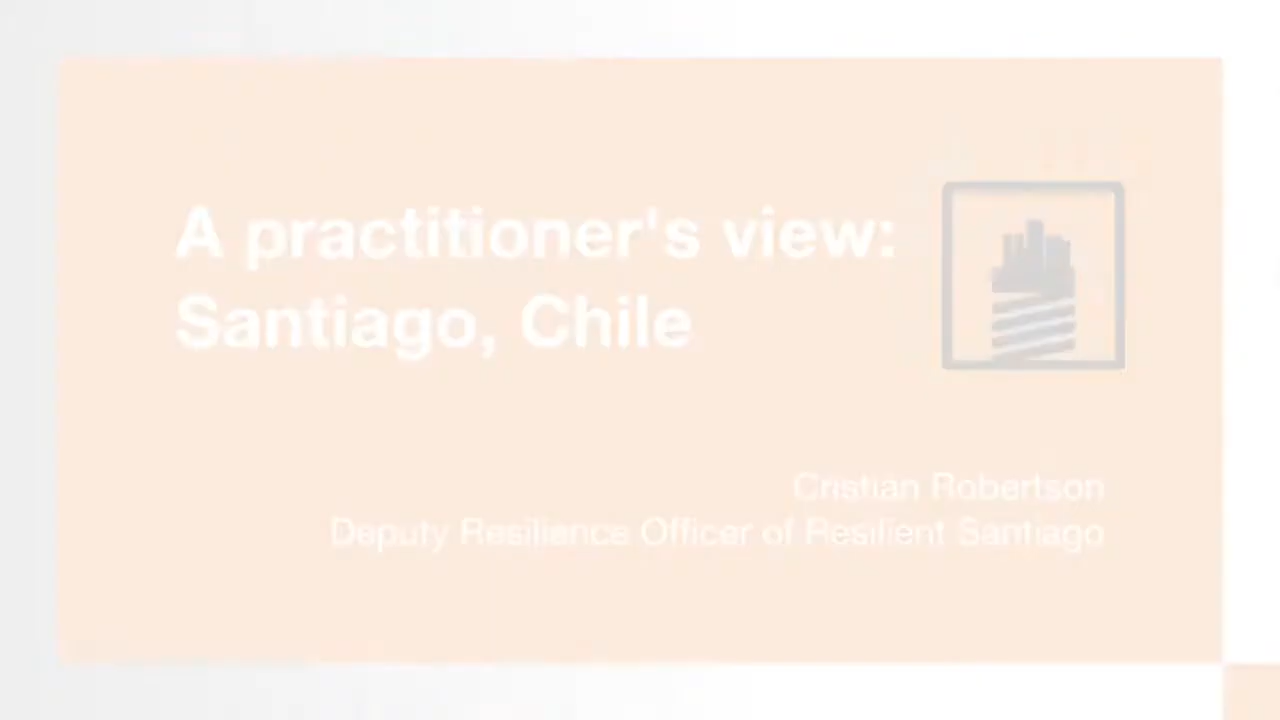 A practitioner's view:
Santiago, Chile
Cristian Robertson
Deputy Resilience Officer of Resilient Santiago